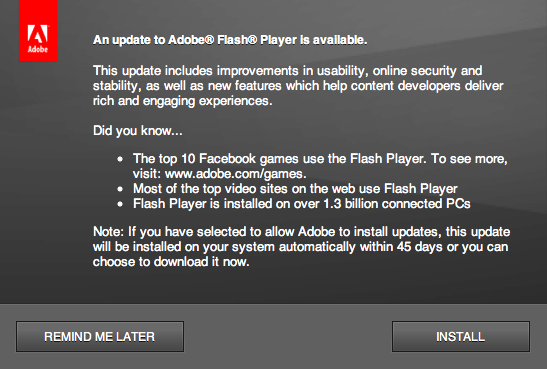 Adobe
An update to Adobe® Flash® Player is available.
This update includes improvements in usability, online security and
stability, as well as new features which help content developers deliver
rich and engaging experiences.
Did you know...
• The top 10 Facebook games use the Flash Player. To see more,
visit: www.adobe.com/games.
• Most of the top video sites on the web use Flash Player
• Flash Player is installed on over 1.3 billion connected PCs
Note: If you have selected to allow Adobe to install updates, this update
will be installed on your system automatically within 45 days or you can
choose to download it now.
REMIND ME LATER
INSTALL